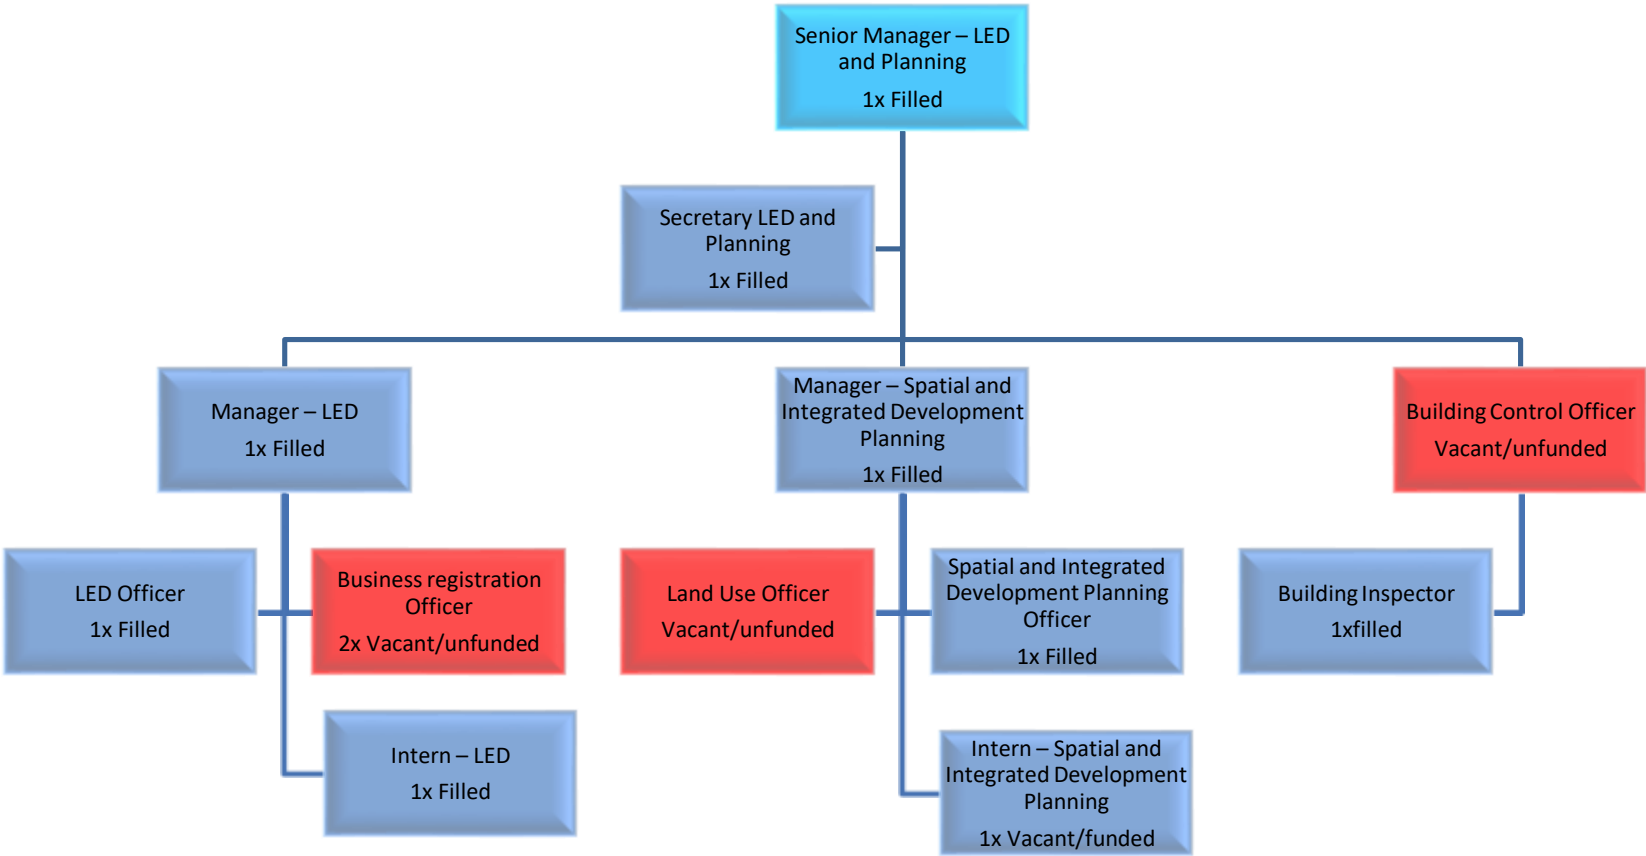 Senior Manager – LED
and Planning
1x Filled
Secretary LED and
Planning
1x Filled
Manager – LED
1x Filled
Manager – Spatial and
Integrated Development
Planning
1x Filled
Building Control Officer
Vacant/unfunded
LED Officer
1x Filled
Business registration
Officer
2x Vacant/unfunded
Land Use Officer
Vacant/unfunded
Spatial and Integrated
Development Planning
Officer
1x Filled
Building Inspector
1xfilled
Intern – LED
1x Filled
Intern – Spatial and
Integrated Development
Planning
1x Vacant/funded